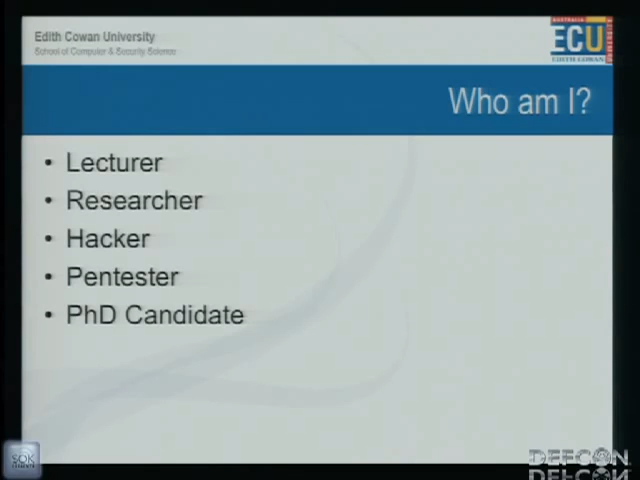 Edith Cowan University
School of Computer & Security Science
AUSTRALIA
ECU
EDITH COWAN
Who am I?
• Lecturer
• Researcher
• Hacker
• Pentester
• PhD Candidate
DEFCON
DEFCON